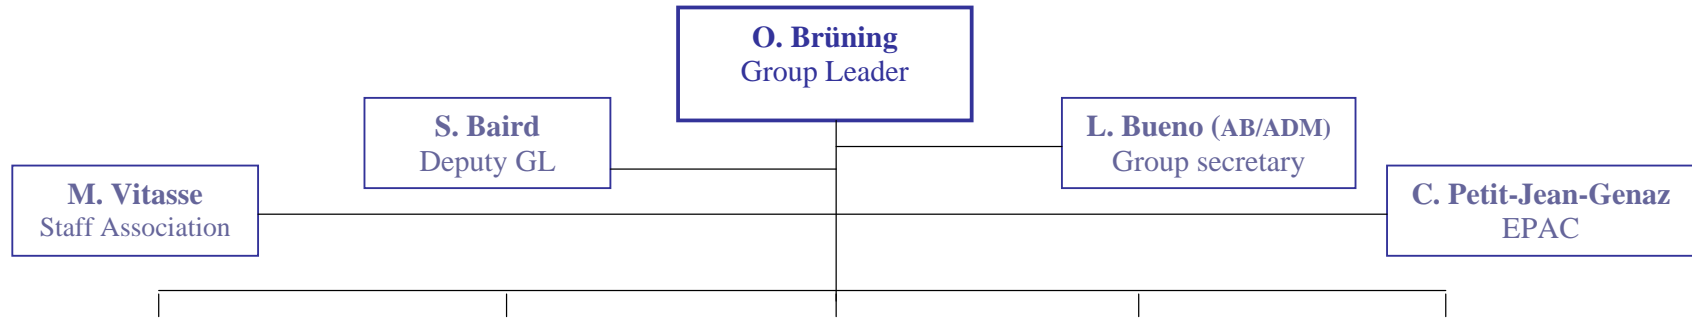 O. Brüning
Group Leader
S. Baird
Deputy GL
L. Bueno (AB/ADM)
Group secretary
M. Vitasse
Staff Association
C. Petit-Jean-Genaz
EPAC